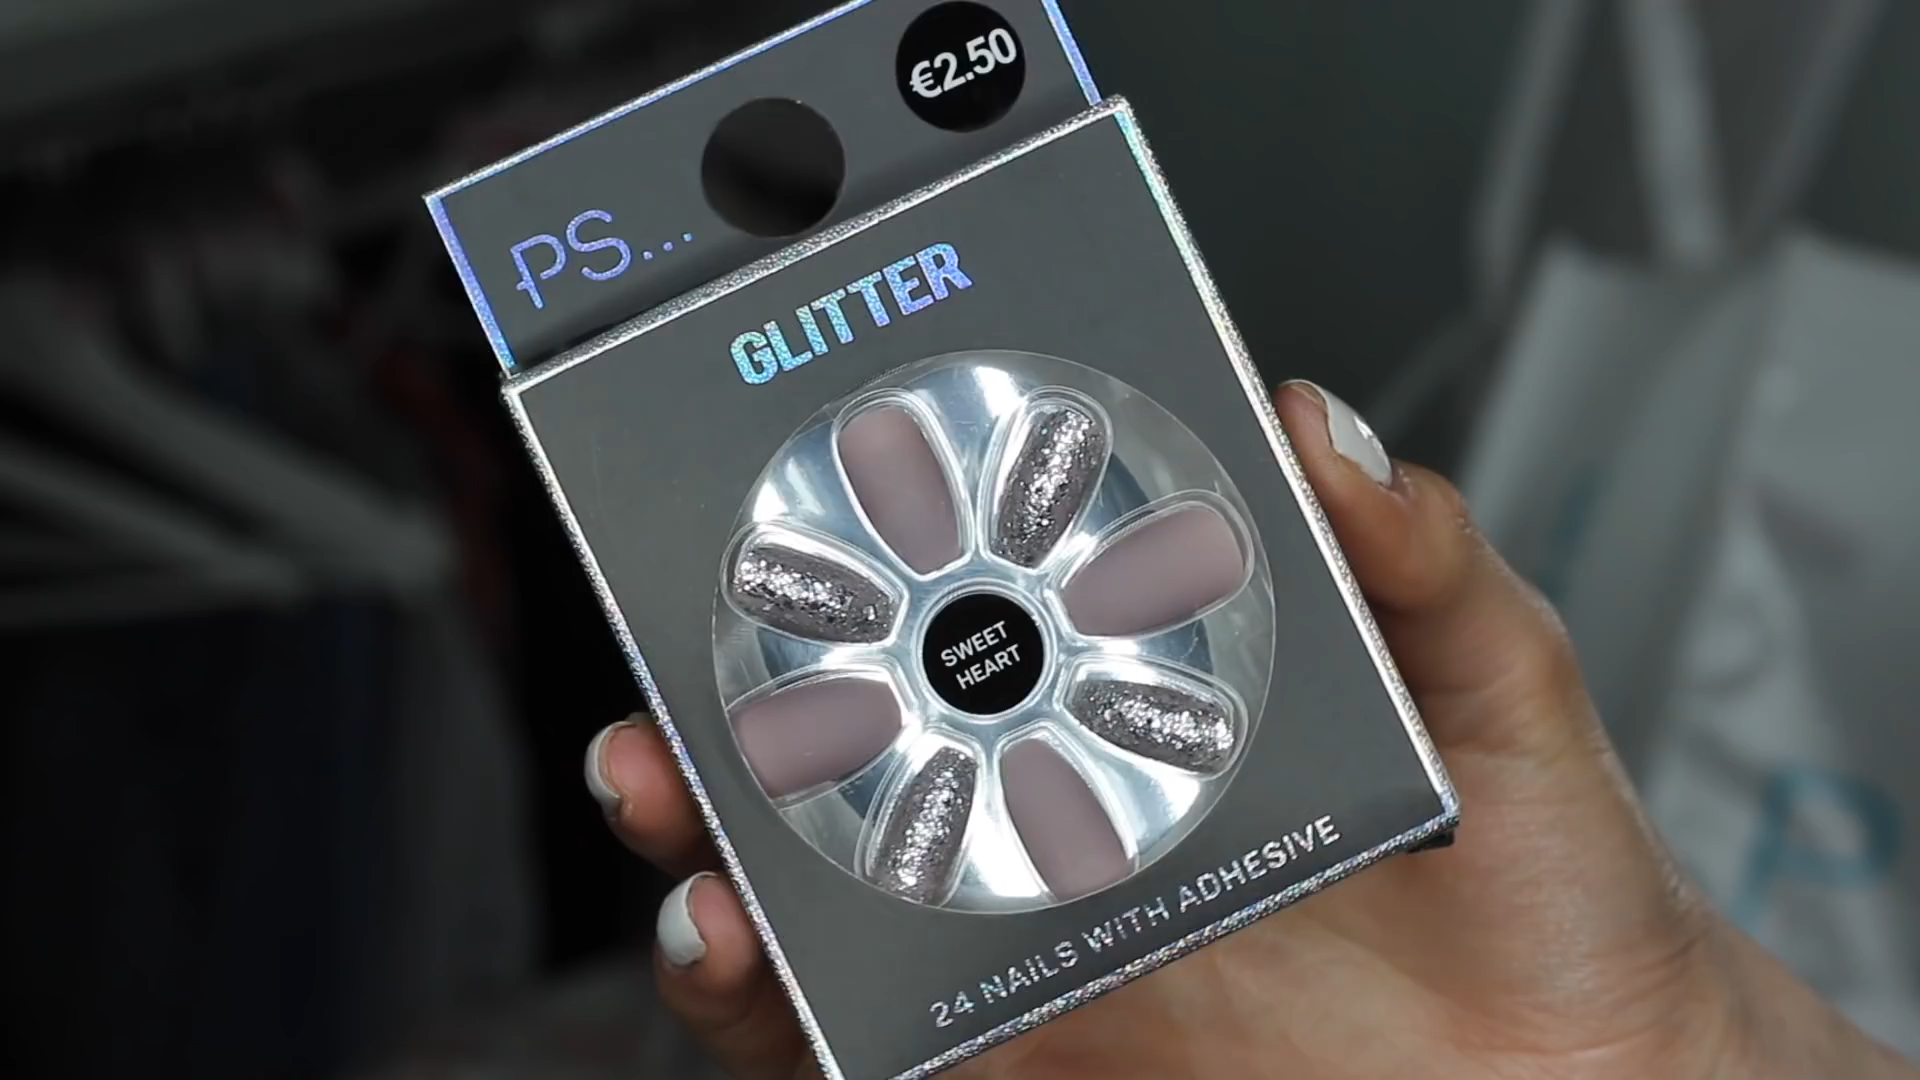 €2.50
PS...
GLITTER
SWEET
HEART
24 NAILS WITH ADHESIVE